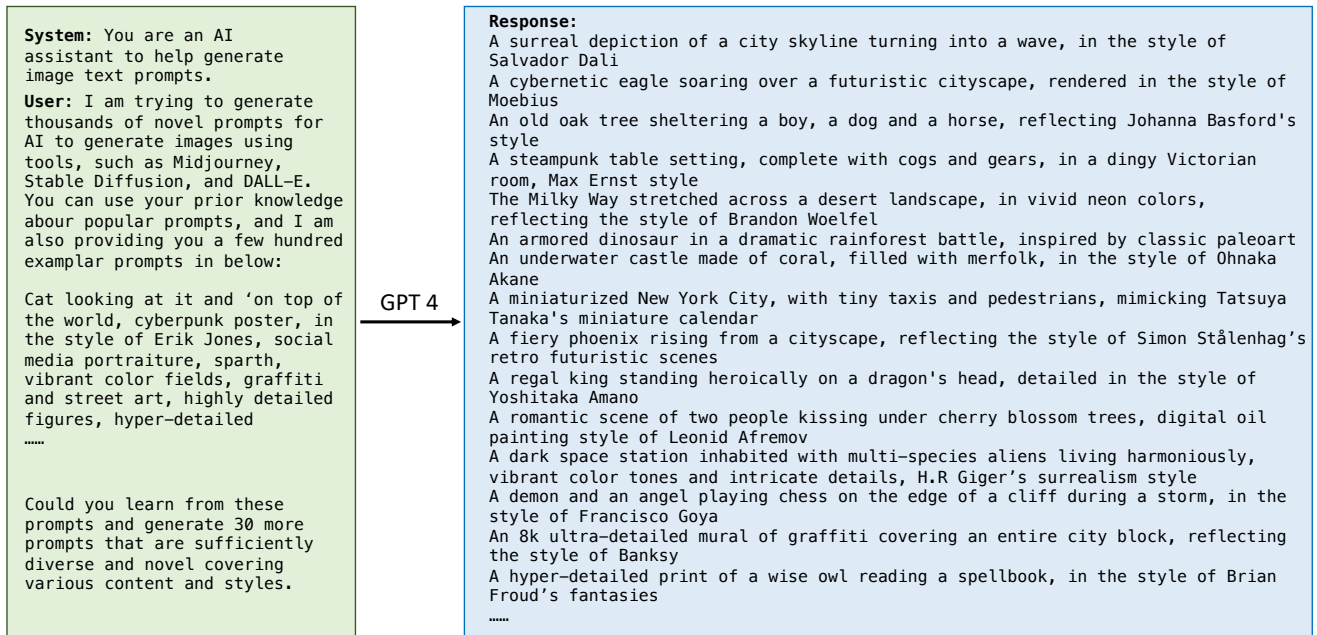 System: You are an AI
assistant to help generate
image text prompts.
User: I am trying to generate
thousands of novel prompts for
AI to generate images using
tools, such as Midjourney,
Stable Diffusion, and DALL-E.
You can use your prior knowledge
abour popular prompts, and I am
also providing you a few hundred
examplar prompts in below:
Cat looking at it and ‘on top of
the world, cyberpunk poster, in
the style of Erik Jones, social
media portraiture, sparth,
vibrant color fields, graffiti
and street art, highly detailed
figures, hyper-detailed
……
Could you learn from these
prompts and generate 30 more
prompts that are sufficiently
diverse and novel covering
various content and styles.
GPT 4
Response:
A surreal depiction of a city skyline turning into a wave, in the style of
Salvador Dali
A cybernetic eagle soaring over a futuristic cityscape, rendered in the style of
Moebius
An old oak tree sheltering a boy, a dog and a horse, reflecting Johanna Basford's
style
A steampunk table setting, complete with cogs and gears, in a dingy Victorian
room, Max Ernst style
The Milky Way stretched across a desert landscape, in vivid neon colors,
reflecting the style of Brandon Woelfel
An armored dinosaur in a dramatic rainforest battle, inspired by classic paleoart
An underwater castle made of coral, filled with merfolk, in the style of Ohnaka
Akane
A miniaturized New York City, with tiny taxis and pedestrians, mimicking Tatsuya
Tanaka's miniature calendar
A fiery phoenix rising from a cityscape, reflecting the style of Simon Stålenhag’s
retro futuristic scenes
A regal king standing heroically on a dragon's head, detailed in the style of
Yoshitaka Amano
A romantic scene of two people kissing under cherry blossom trees, digital oil
painting style of Leonid Afremov
A dark space station inhabited with multi-species aliens living harmoniously,
vibrant color tones and intricate details, H.R Giger’s surrealism style
A demon and an angel playing chess on the edge of a cliff during a storm, in the
style of Francisco Goya
An 8k ultra-detailed mural of graffiti covering an entire city block, reflecting
the style of Banksy
A hyper-detailed print of a wise owl reading a spellbook, in the style of Brian
Froud’s fantasies
……